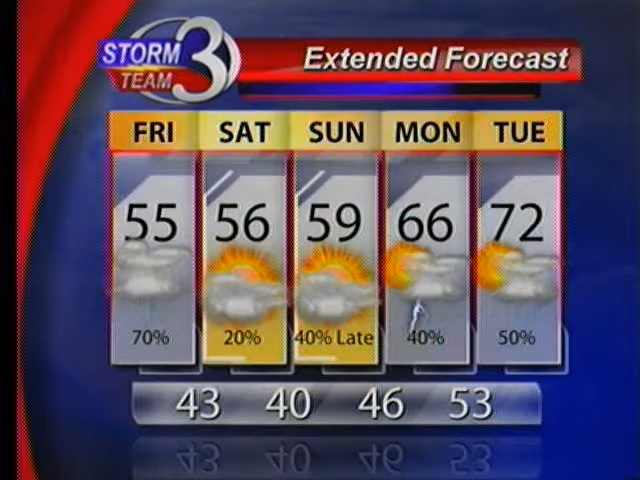 STORM 3
TEAM
Extended Forecast
FRI SAT SUN MON TUE
55 56 59 66 72
70% 20% 40% Late 40% 50%
43 40 46 53